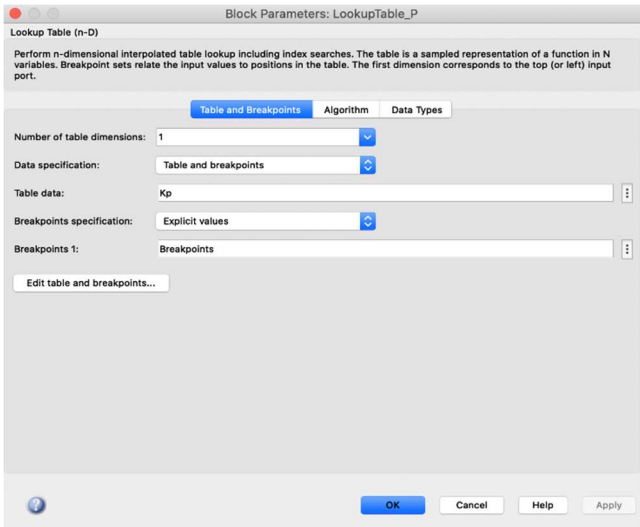 Block Parameters: LookupTable_P
Lookup Table (n-D)
Perform n-dimensional interpolated table lookup including index searches. The table is a sampled representation of a function in N
variables. Breakpoint sets relate the input values to positions in the table. The first dimension corresponds to the top (or left) input
port.
Table and Breakpoints Algorithm Data Types
Number of table dimensions: 1
Data specification: Table and breakpoints
Table data: Kp
Breakpoints specification: Explicit values
Breakpoints 1: Breakpoints
Edit table and breakpoints...
? OK Cancel Help Apply